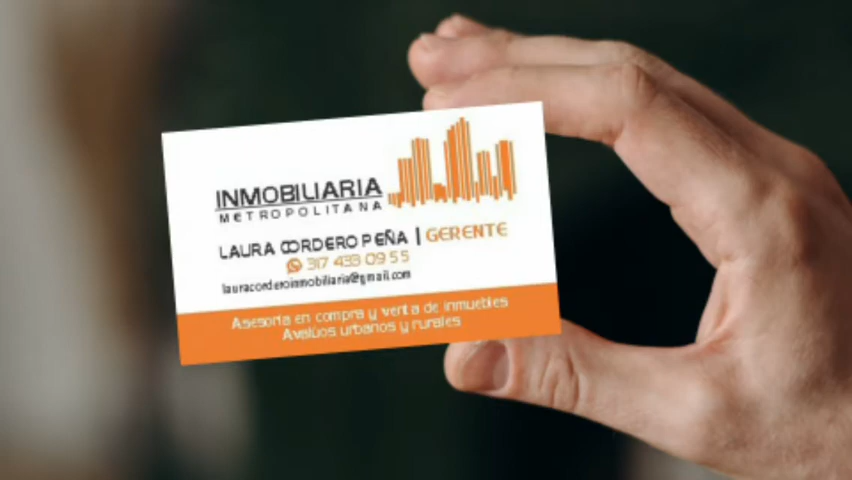 INMOBILIARIA
METROPOLITANA
LAURA CORDERO PEÑA | GERENTE
317 433 09 55
lauracorderoinmobiliaria@gmail.com
Asesoria en compra y venta de inmuebles
Avalúos urbanos y rurales